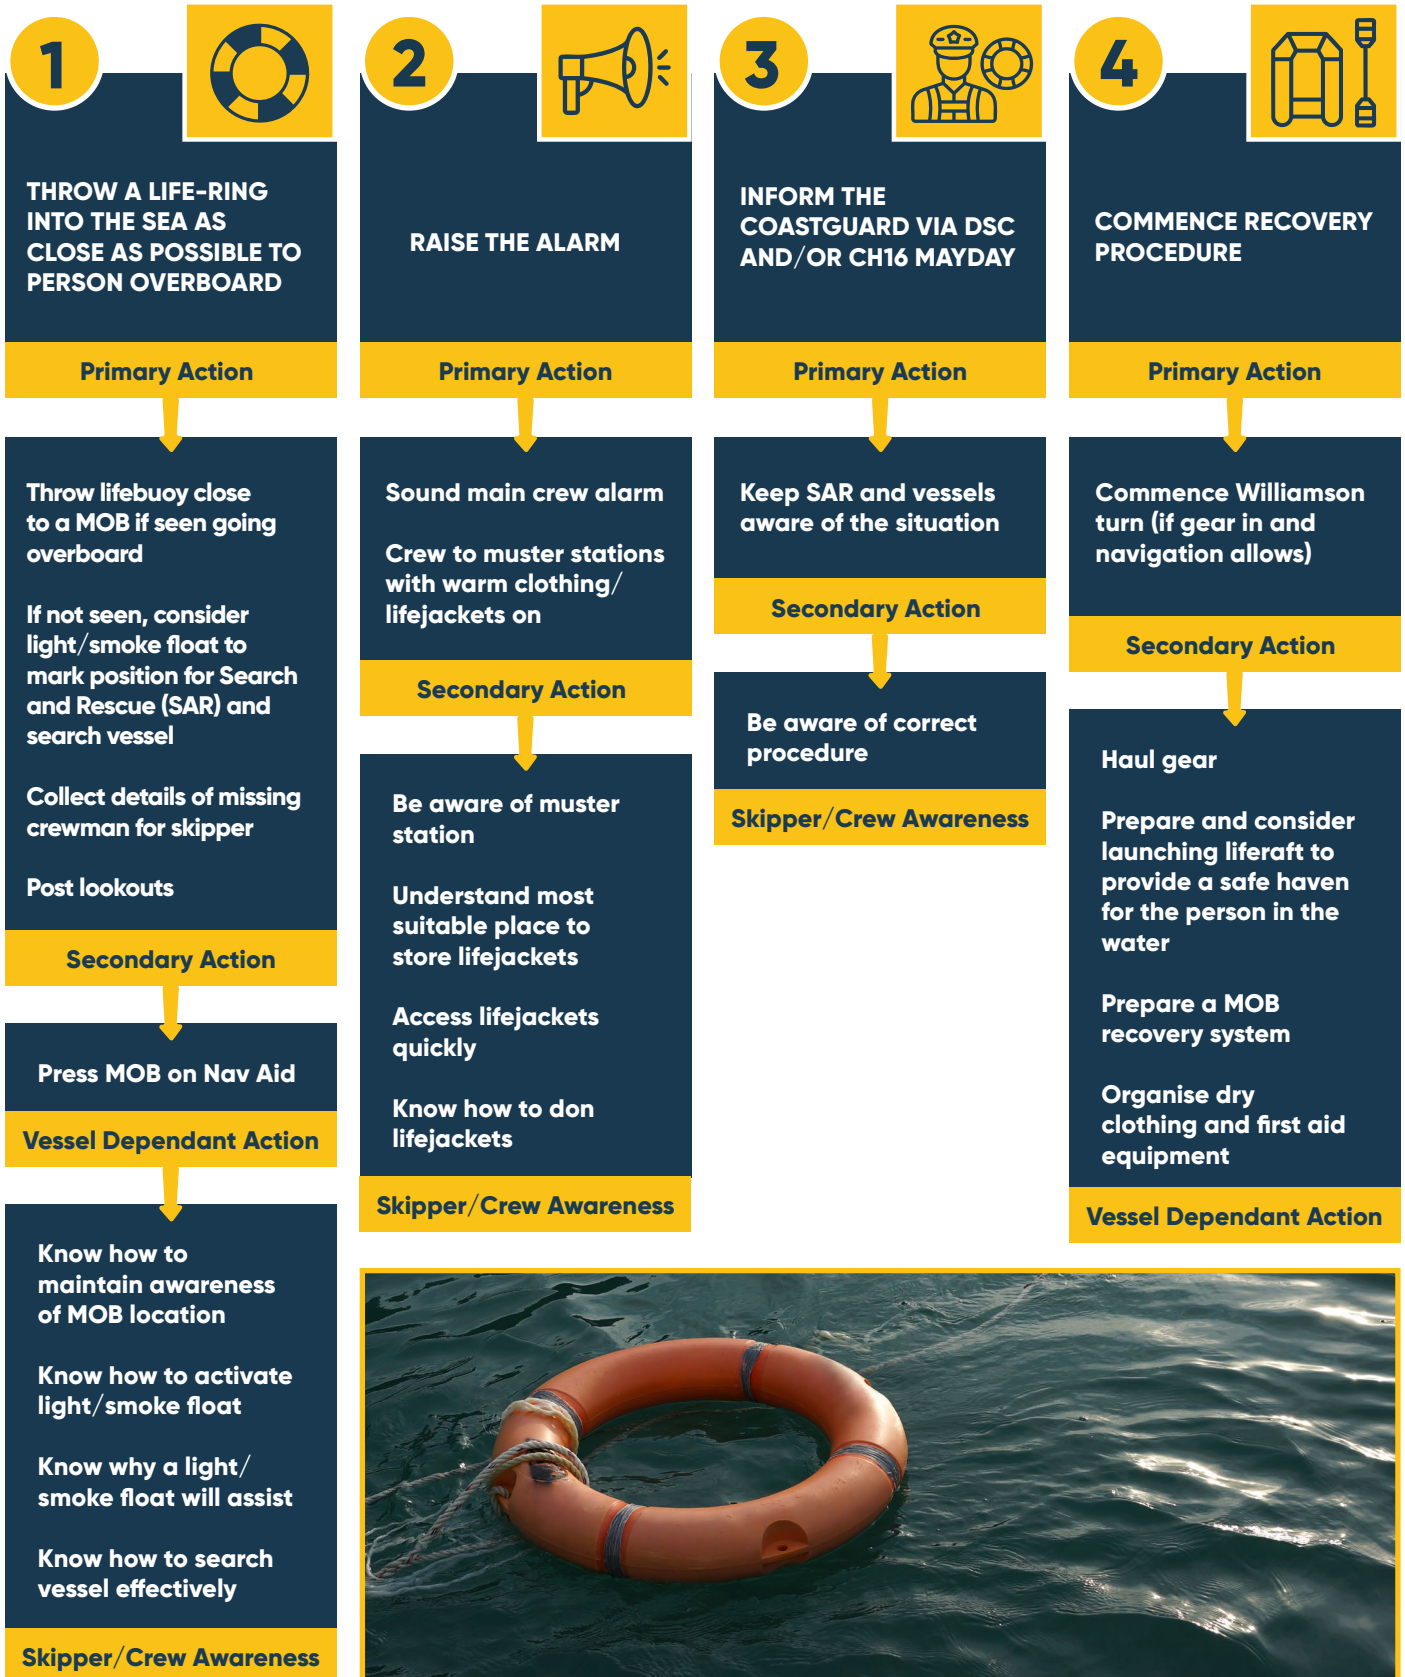 1
THROW A LIFE-RING
INTO THE SEA AS
CLOSE AS POSSIBLE TO
PERSON OVERBOARD
Primary Action
Throw lifebuoy close
to a MOB if seen going
overboard
If not seen, consider
light/smoke float to
mark position for Search
and Rescue (SAR) and
search vessel
Collect details of missing
crewman for skipper
Post lookouts
Secondary Action
Press MOB on Nav Aid
Vessel Dependant Action
Know how to
maintain awareness
of MOB location
Know how to activate
light/smoke float
Know why a light/
smoke float will assist
Know how to search
vessel effectively
Skipper/Crew Awareness
2
RAISE THE ALARM
Primary Action
Sound main crew alarm
Crew to muster stations
with warm clothing/
lifejackets on
Secondary Action
Be aware of muster
station
Understand most
suitable place to
store lifejackets
Access lifejackets
quickly
Know how to don
lifejackets
Skipper/Crew Awareness
3
INFORM THE
COASTGUARD VIA DSC
AND/OR CH16 MAYDAY
Primary Action
Keep SAR and vessels
aware of the situation
Secondary Action
Be aware of correct
procedure
Skipper/Crew Awareness
4
COMMENCE RECOVERY
PROCEDURE
Primary Action
Commence Williamson
turn (if gear in and
navigation allows)
Secondary Action
Haul gear
Prepare and consider
launching liferaft to
provide a safe haven
for the person in the
water
Prepare a MOB
recovery system
Organise dry
clothing and first aid
equipment
Vessel Dependant Action